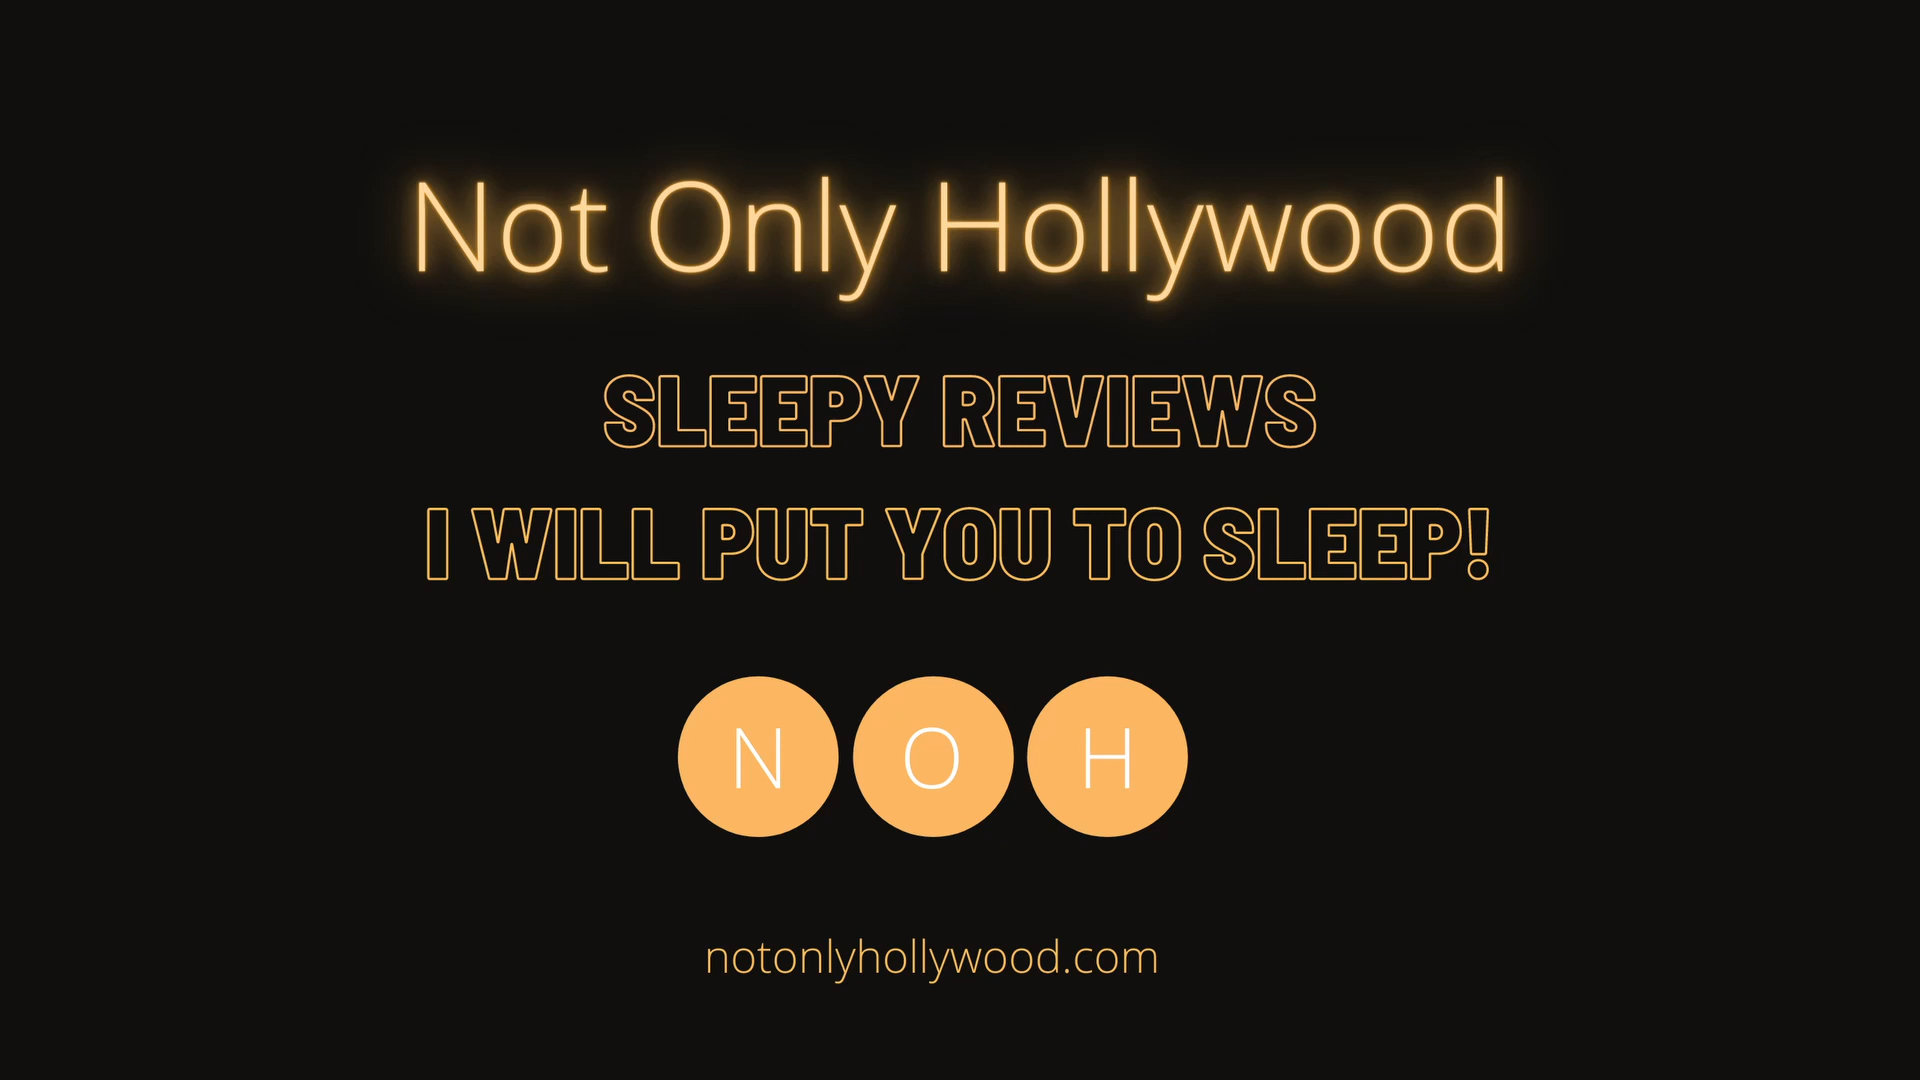 Not Only Hollywood
SLEEPY REVIEWS
I WILL PUT YOU TO SLEEP!
N O H
notonlyhollywood.com